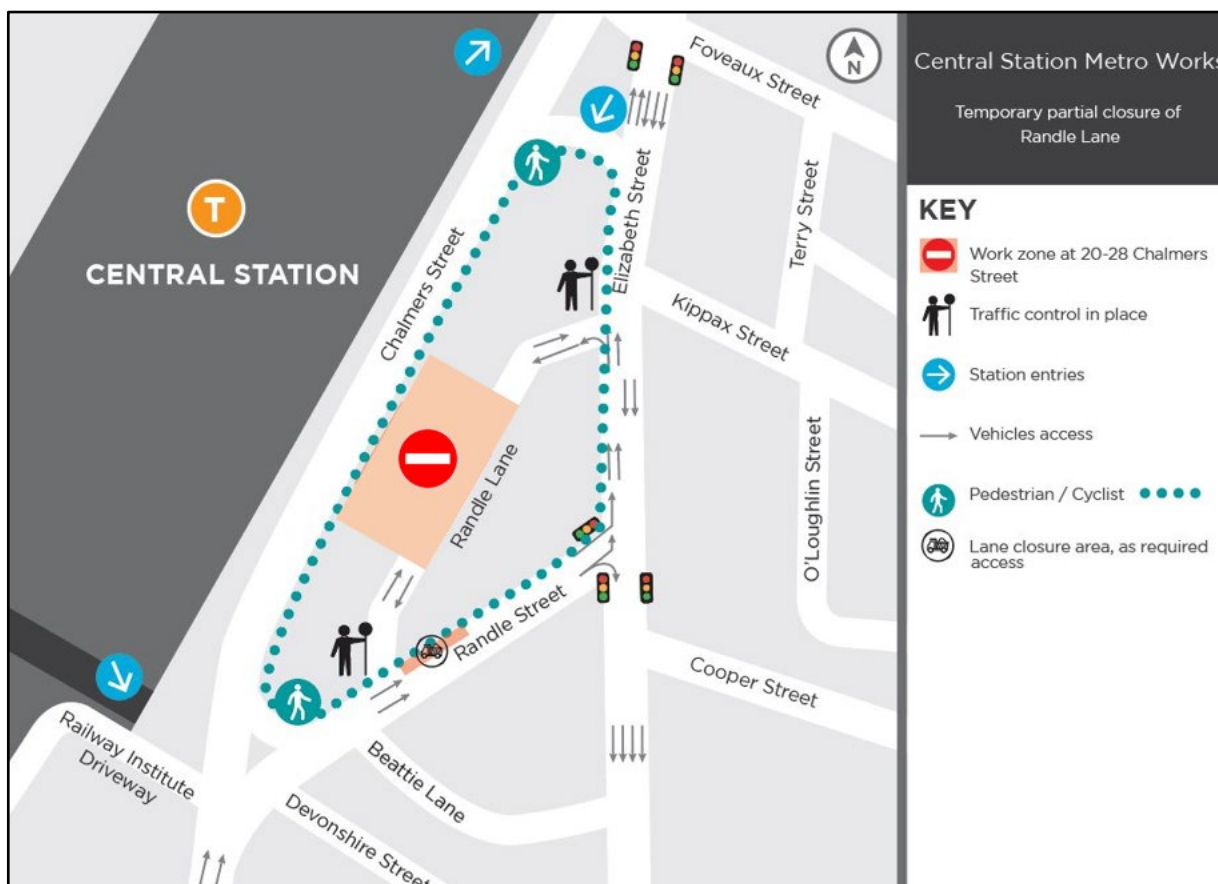 Foveaux Street
N
T
CENTRAL STATION
Chalmers Street
Elizabeth Street
Terry Street
Kippax Street
O'Loughlin Street
Randle Lane
Randle Street
Cooper Street
Railway Institute
Driveway
Beattie Lane
Devonshire Street
Central Station Metro Works
Temporary partial closure of
Randle Lane
KEY
Work zone at 20-28 Chalmers
Street
Traffic control in place
Station entries
Vehicles access
Pedestrian / Cyclist
Lane closure area, as required
access